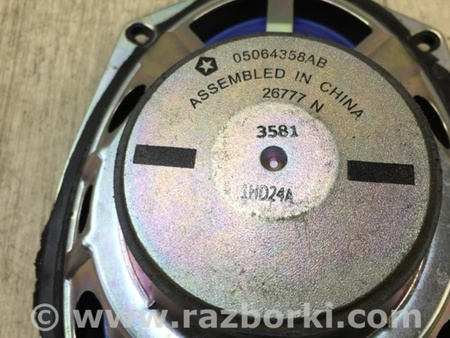 05064358AB
ASSEMBLED IN CHINA
26777 N
3581
1HD24A
www.razborki.com